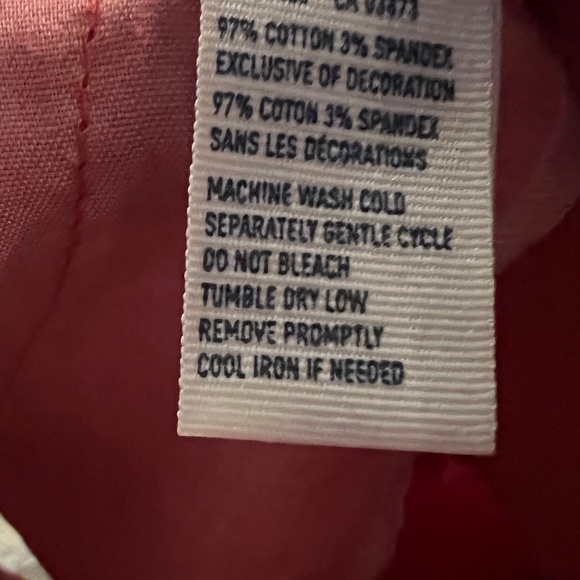 97% COTTON 3% SPANDEX
EXCLUSIVE OF DECORATION
97% COTON 3% SPANDEX
SANS LES DÉCORATIONS
MACHINE WASH COLD
SEPARATELY GENTLE CYCLE
DO NOT BLEACH
TUMBLE DRY LOW
REMOVE PROMPTLY
COOL IRON IF NEEDED